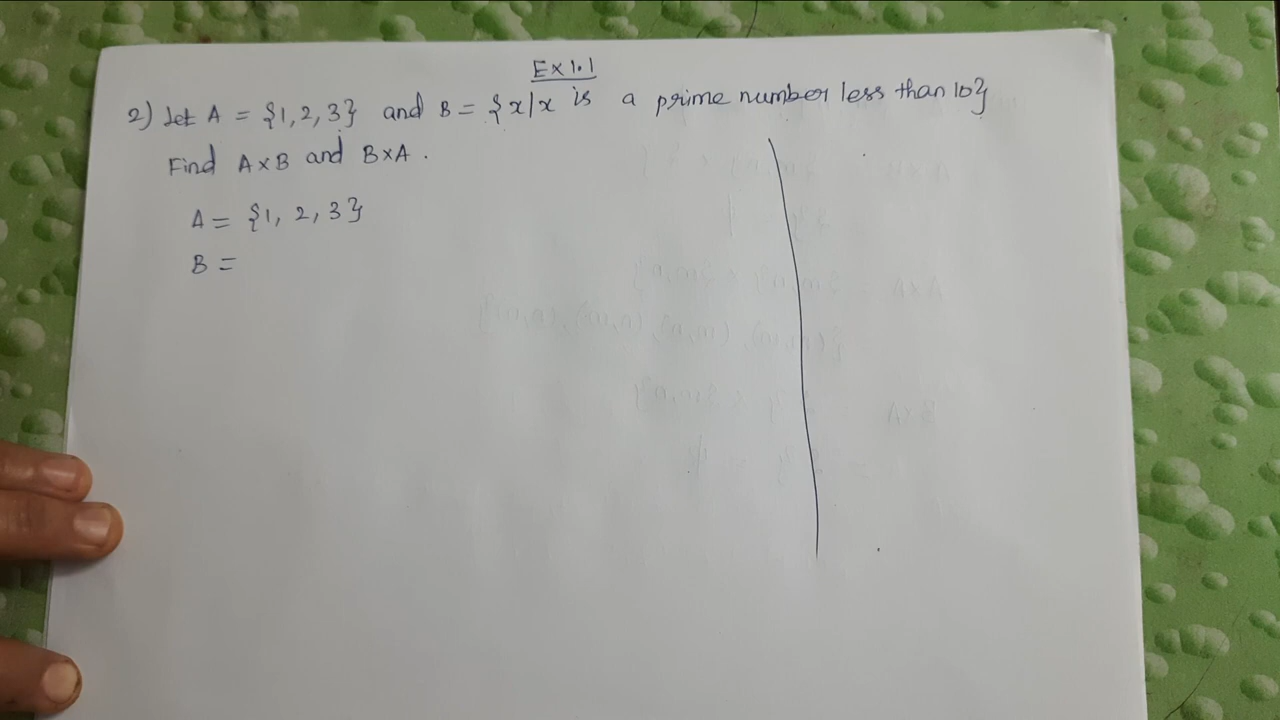 Ex 1.1
2) Let A = {1, 2, 3} and B = {x/x is a prime number less than 10}
Find A×B and B×A.
A = {1, 2, 3}
B =